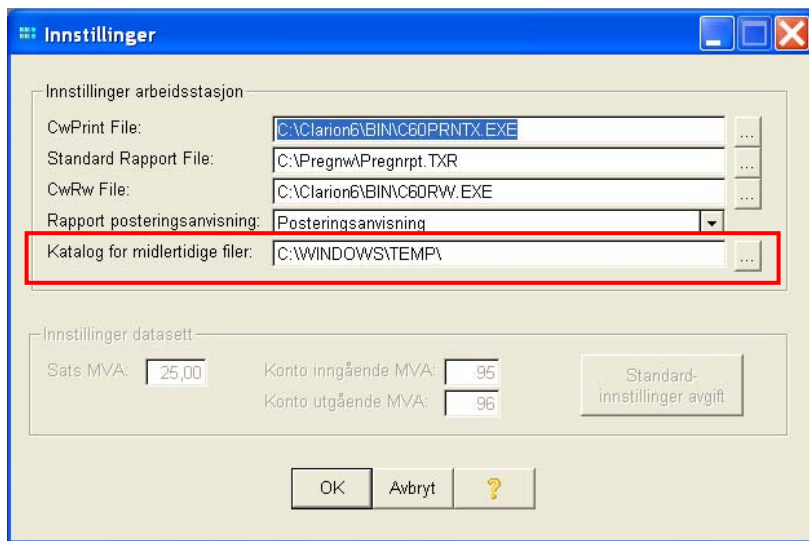 Innstillinger
Innstillinger arbeidsstasjon
CwPrint File: C:\Clarion6\BIN\C60PRNTX.EXE ...
Standard Rapport File: C:\Pregnw\Pregnrpt.TXR ...
CwRw File: C:\Clarion6\BIN\C60RW.EXE ...
Rapport posteringsanvisning: Posteringsanvisning
Katalog for midlertidige filer: C:\WINDOWS\TEMP\ ...
Innstillinger datasett
Sats MVA: 25,00 Konto inngående MVA: 95
Konto utgående MVA: 96
Standard-
innstillinger avgift
OK Avbryt ?